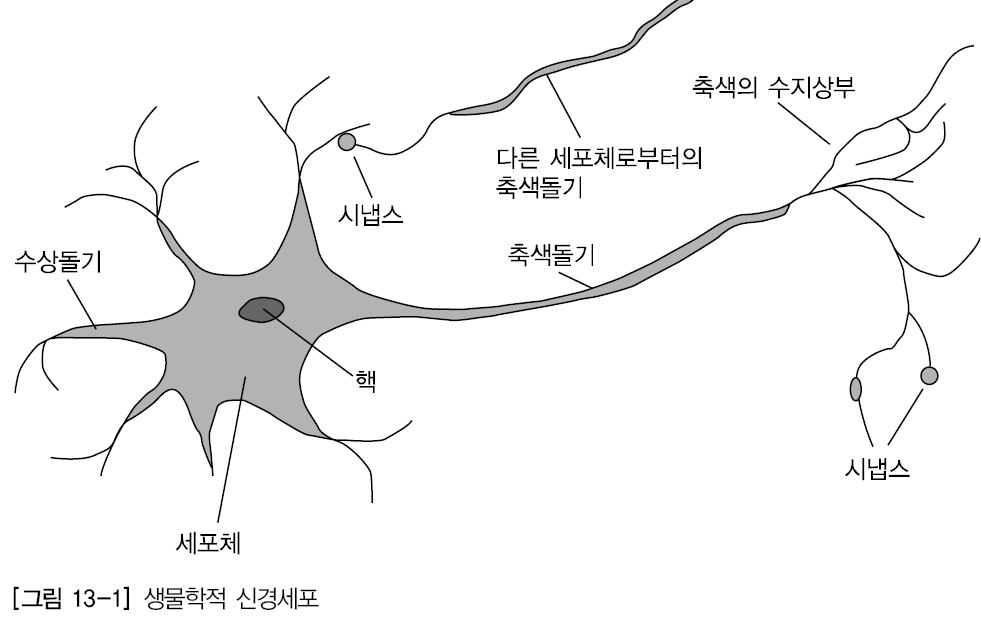 축색의 수지상부
다른 세포체로부터의
축색돌기
시냅스
축색돌기
수상돌기
핵
시냅스
세포체
[그림 13-1] 생물학적 신경세포